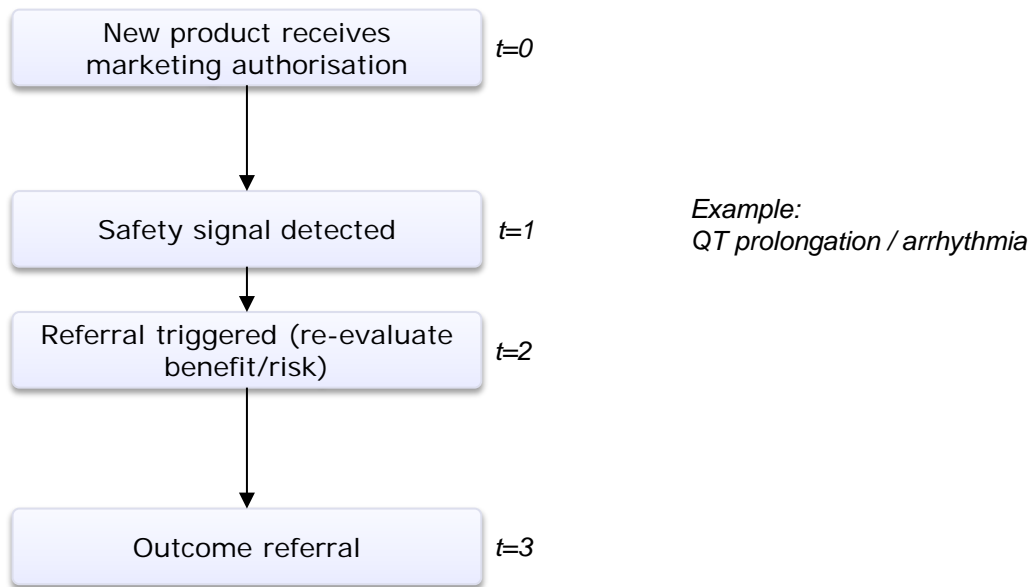 New product receives
marketing authorisation
t=0
Safety signal detected
t=1
Example:
QT prolongation / arrhythmia
Referral triggered (re-evaluate
benefit/risk)
t=2
Outcome referral
t=3